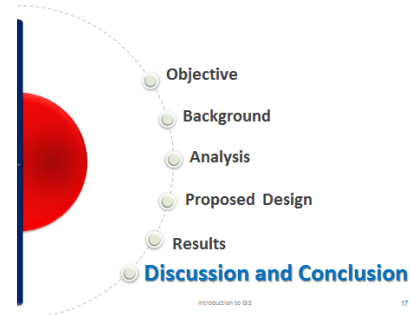 Objective
Background
Analysis
Proposed Design
Results
Discussion and Conclusion
Introduction to GIS
17